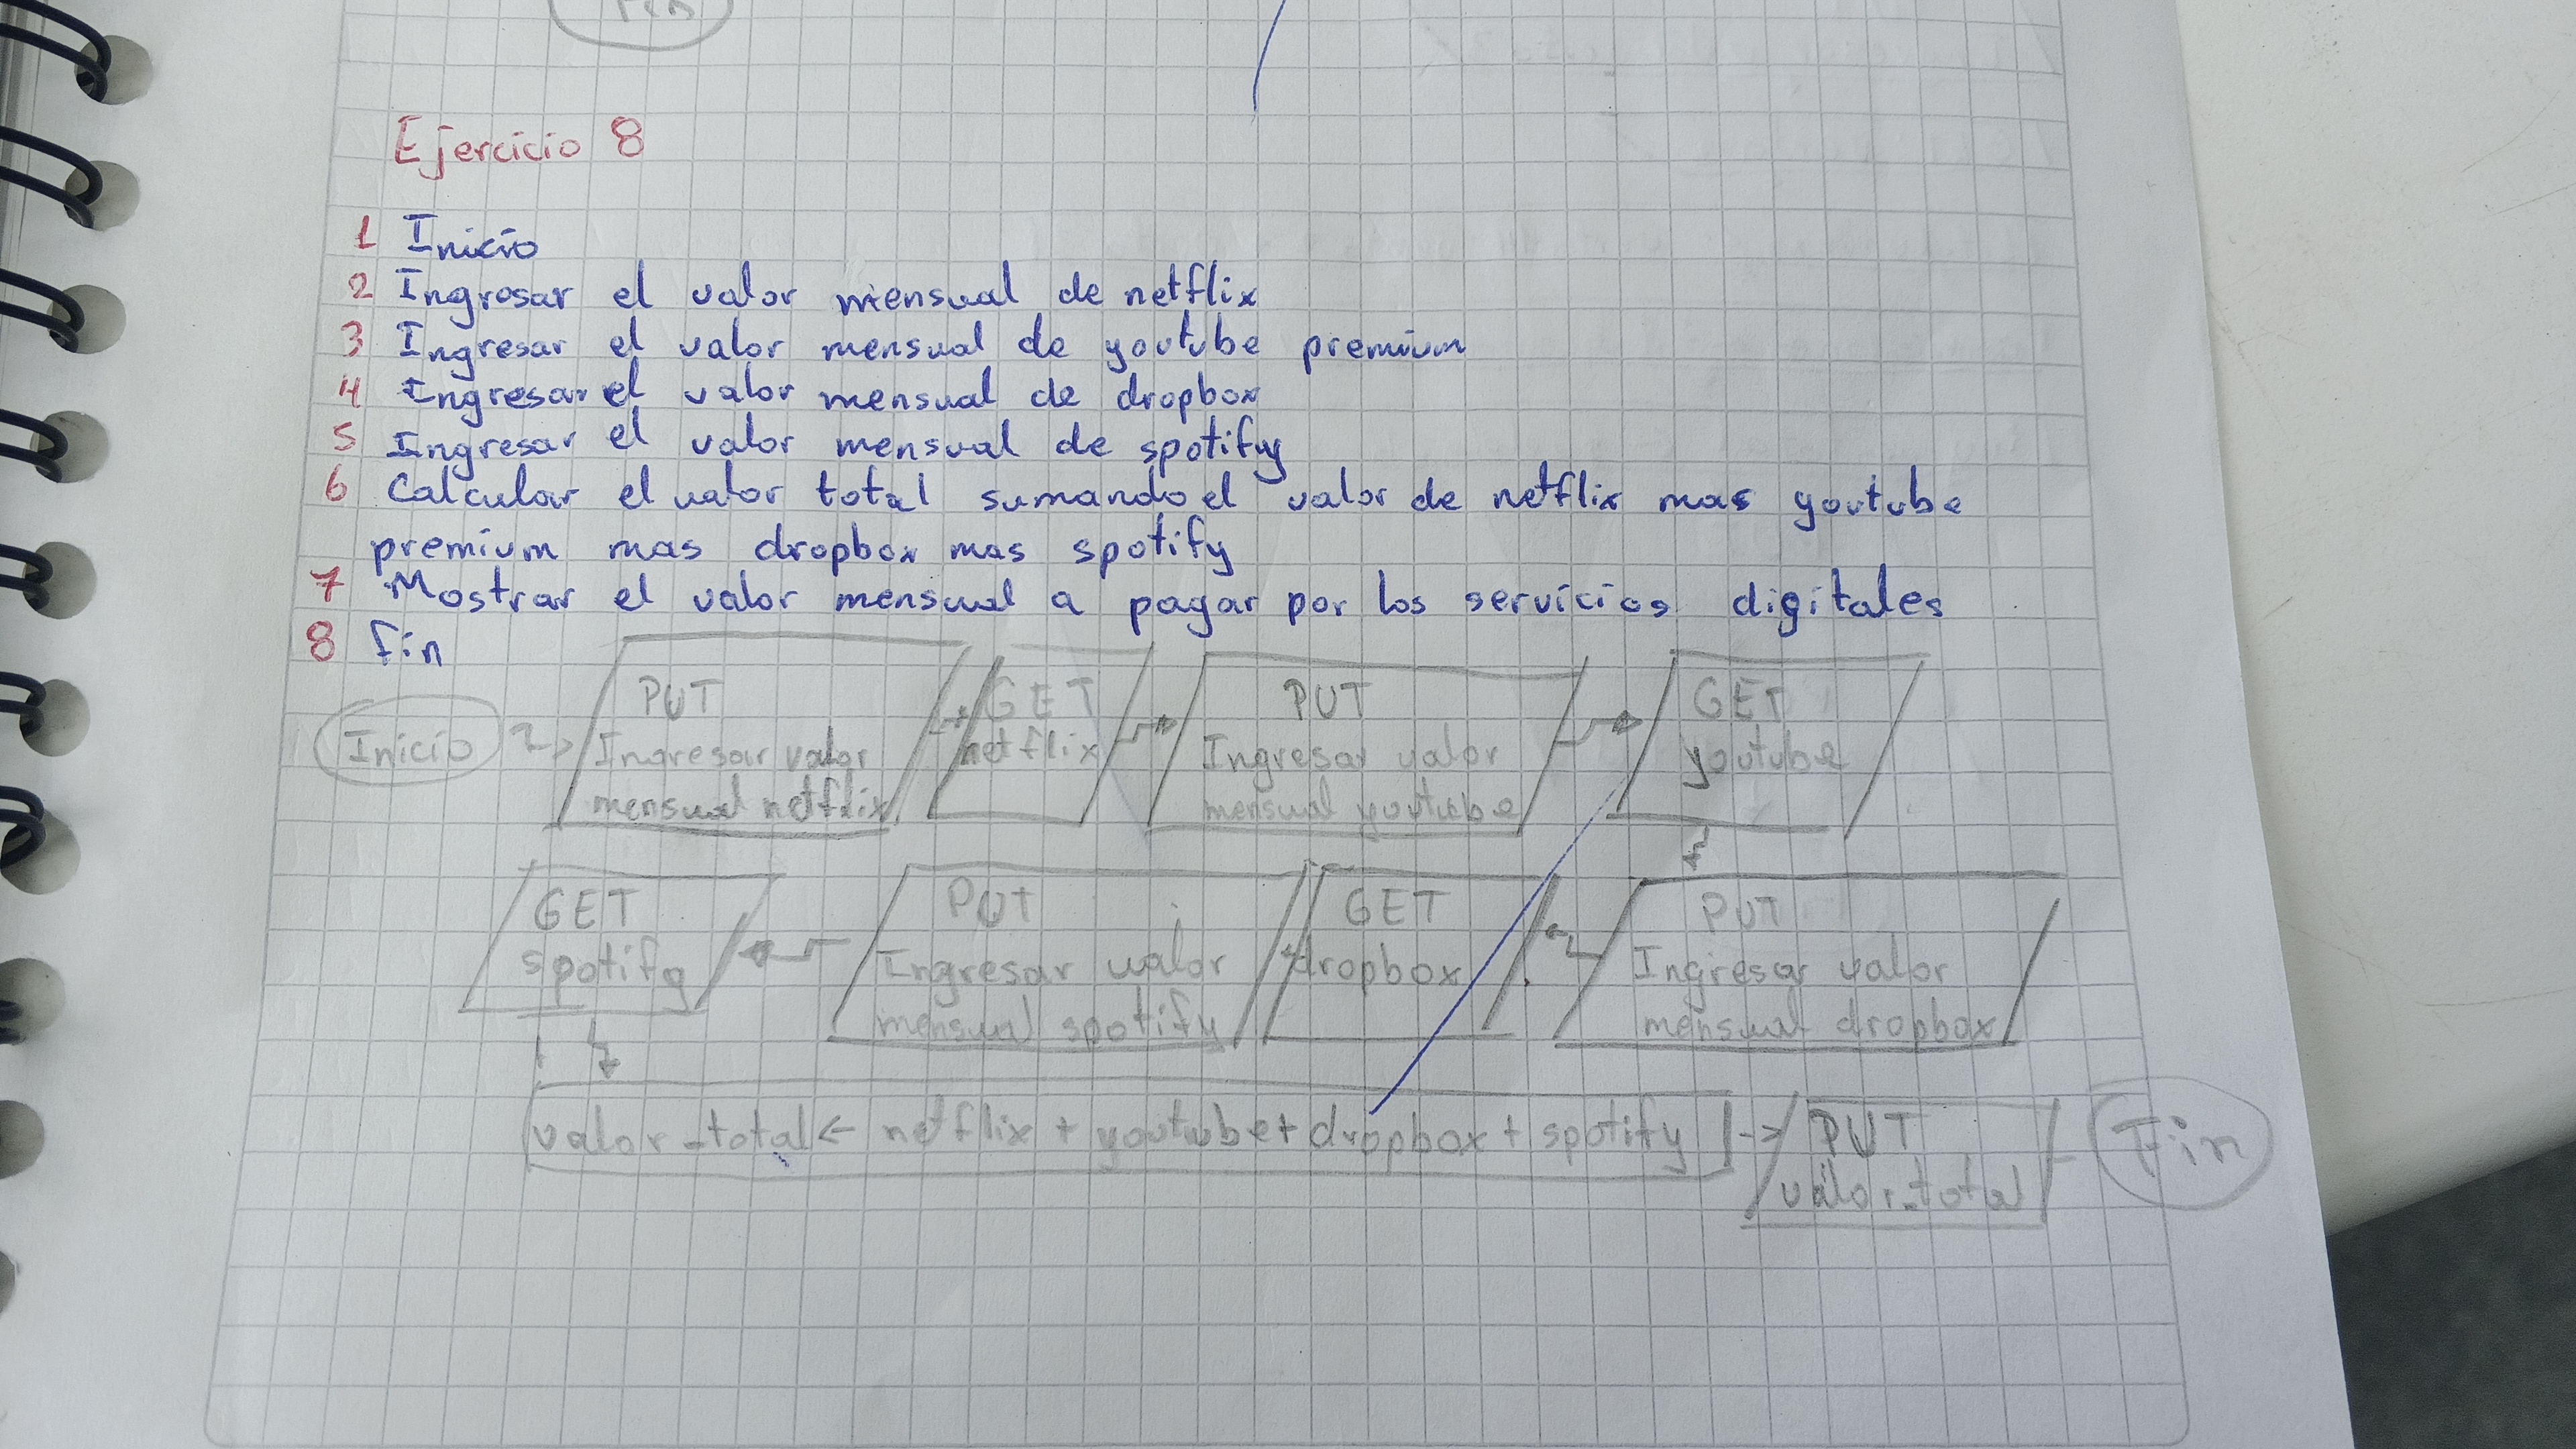 Fin
Ejercicio 8
1 Inicio
2 Ingresar el valor mensual de netflix
3 Ingresar el valor mensual de youtube premium
4 Ingresar el valor mensual de dropbox
5 Ingresar el valor mensual de spotify
6 Calcular el valor total sumando el valor de netflix mas youtube
premium mas dropbox mas spotify
7 Mostrar el valor mensual a pagar por los servicios digitales
8 fin
Inicio
PUT
Ingresar valor
mensual netflix
GET
netflix
PUT
Ingresar valor
mensual youtube
GET
youtube
PUT
Ingresar valor
mensual dropbox
GET
dropbox
PUT
Ingresar valor
mensual spotify
GET
spotify
valor_total ← netflix + youtube + dropbox + spotify
PUT
valor_total
Fin